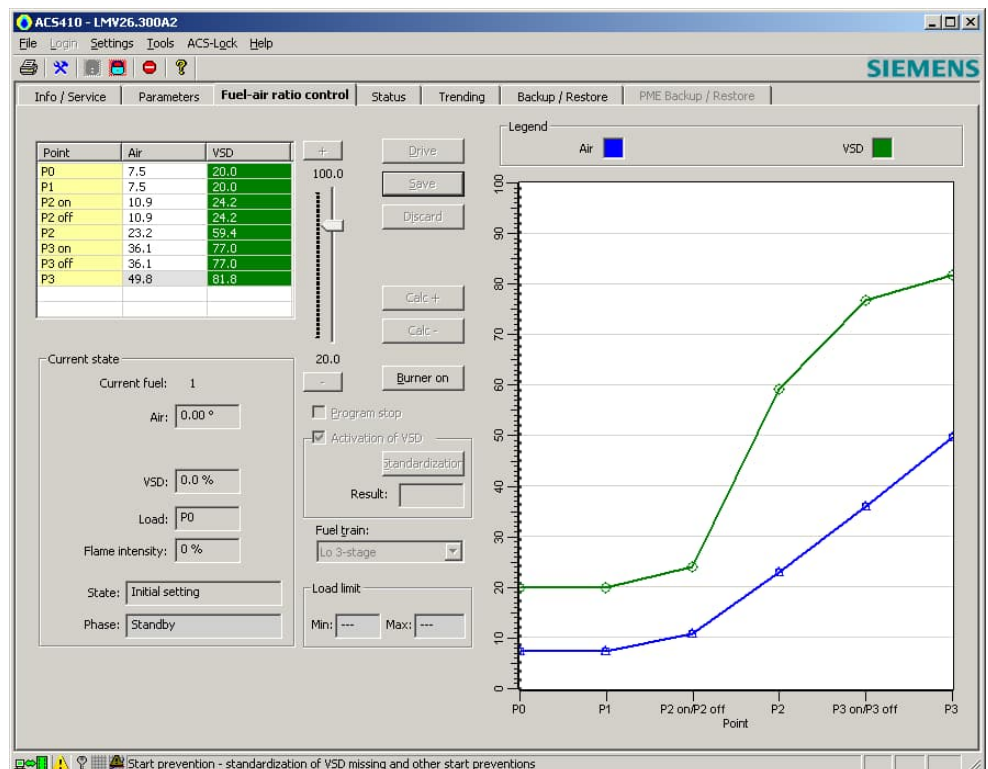 ACS410 - LMV26.300A2
File Login Settings Tools ACS-Lock Help
SIEMENS
Info / Service Parameters Fuel-air ratio control Status Trending Backup / Restore PME Backup / Restore
Point Air VSD
P0 7.5 20.0
P1 7.5 20.0
P2 on 10.9 24.2
P2 off 10.9 24.2
P2 23.2 59.4
P3 on 36.1 77.0
P3 off 36.1 77.0
P3 49.8 81.8
+
100.0
20.0
-
Drive
Save
Discard
Calc +
Calc -
Burner on
Program stop
Activation of VSD
Standardization
Result:
Fuel train:
Lo 3-stage
Load limit
Min: --- Max: ---
Current state
Current fuel: 1
Air: 0.00 °
VSD: 0.0 %
Load: P0
Flame intensity: 0 %
State: Initial setting
Phase: Standby
Legend
Air VSD
100
90
80
70
60
50
40
30
20
10
0
P0 P1 P2 on/P2 off P2 P3 on/P3 off P3
Point
Start prevention - standardization of VSD missing and other start preventions